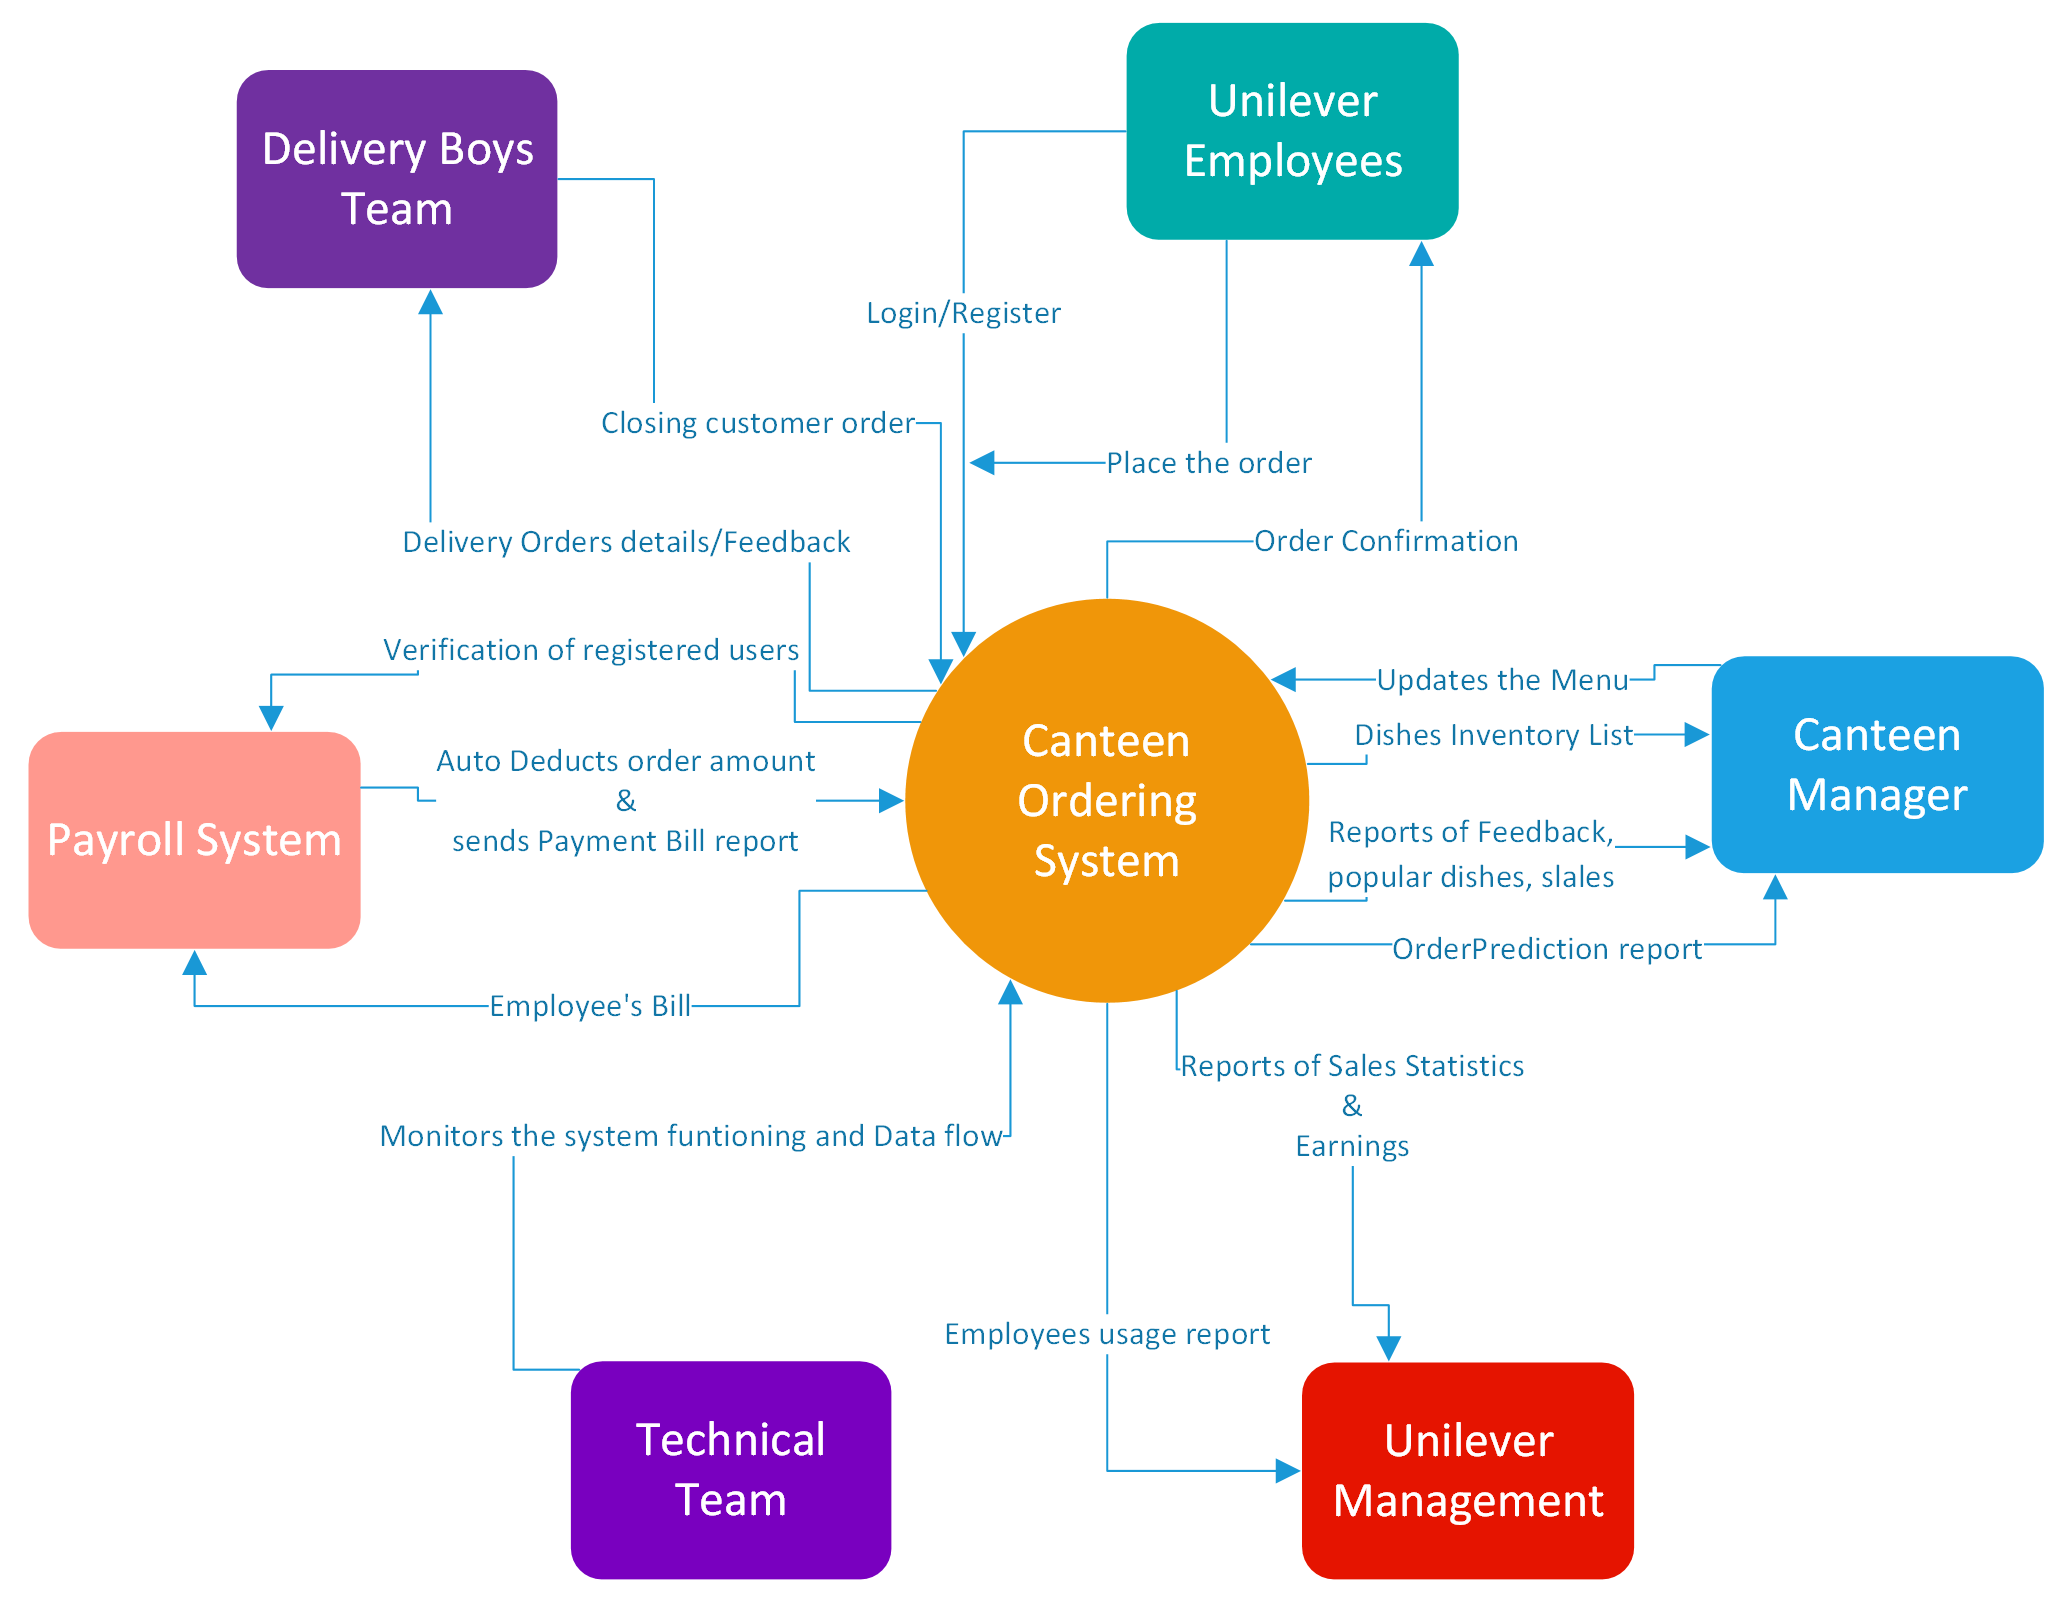 Unilever
Employees
Delivery Boys
Team
Login/Register
Closing customer order
Place the order
Delivery Orders details/Feedback
Order Confirmation
Verification of registered users
Updates the Menu
Dishes Inventory List
Canteen
Manager
Canteen
Ordering
System
Auto Deducts order amount
&
sends Payment Bill report
Payroll System
Reports of Feedback,
popular dishes, slales
OrderPrediction report
Employee's Bill
Reports of Sales Statistics
&
Earnings
Monitors the system funtioning and Data flow
Employees usage report
Technical
Team
Unilever
Management